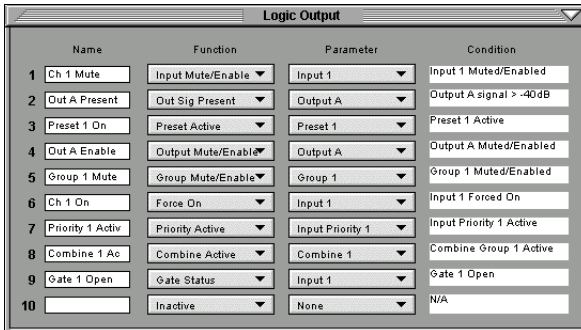 Logic Output
Name Function Parameter Condition
1 Ch 1 Mute Input Mute/Enable Input 1 Input 1 Muted/Enabled
2 Out A Present Out Sig Present Output A Output A signal > -40dB
3 Preset 1 On Preset Active Preset 1 Preset 1 Active
4 Out A Enable Output Mute/Enable Output A Output A Muted/Enabled
5 Group 1 Mute Group Mute/Enable Group 1 Group 1 Muted/Enabled
6 Ch 1 On Force On Input 1 Input 1 Forced On
7 Priority 1 Activ Priority Active Input Priority 1 Input Priority 1 Active
8 Combine 1 Ac Combine Active Combine 1 Combine Group 1 Active
9 Gate 1 Open Gate Status Input 1 Gate 1 Open
10 Inactive None N/A